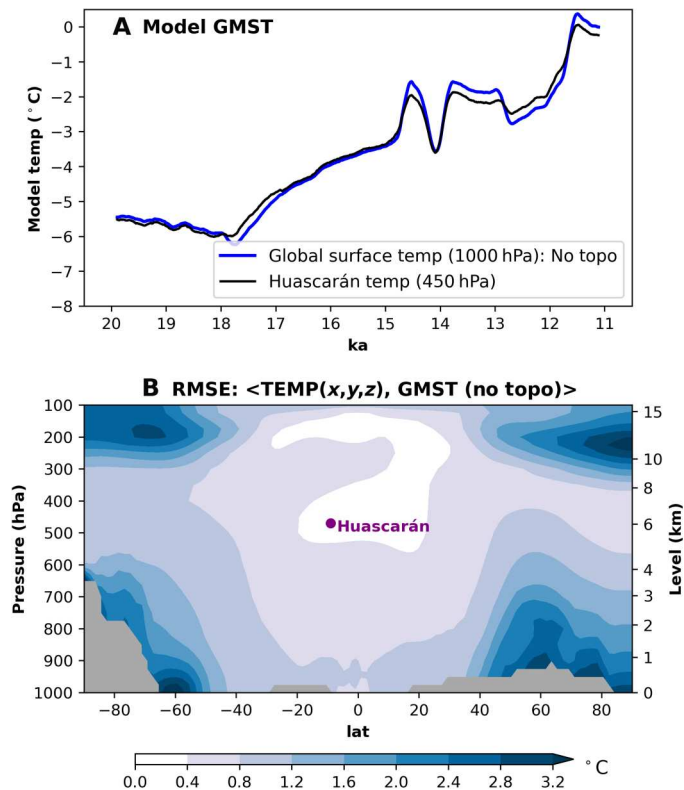 A Model GMST
0
−1
−2
−3
−4
−5
−6
−7
−8
Model temp (°C)
Global surface temp (1000 hPa): No topo
Huascarán temp (450 hPa)
20 19 18 17 16 15 14 13 12 11
ka
B RMSE: <TEMP(x,y,z), GMST (no topo)>
100
200
300
400
500
600
700
800
900
1000
Pressure (hPa)
Huascarán
15
10
8
6
4
3
2
1
0
Level (km)
−80 −60 −40 −20 0 20 40 60 80
lat
0.0 0.4 0.8 1.2 1.6 2.0 2.4 2.8 3.2
°C